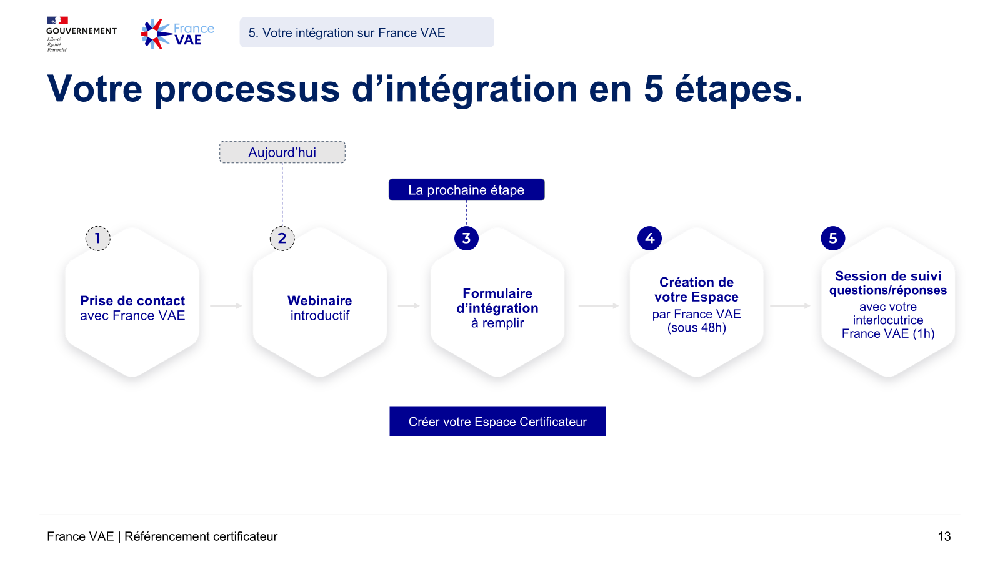 GOUVERNEMENT
Liberté
Égalité
Fraternité
France
VAE
5. Votre intégration sur France VAE
Votre processus d’intégration en 5 étapes.
Aujourd’hui
La prochaine étape
1
Prise de contact
avec France VAE
2
Webinaire
introductif
3
Formulaire
d’intégration
à remplir
4
Création de
votre Espace
par France VAE
(sous 48h)
5
Session de suivi
questions/réponses
avec votre
interlocutrice
France VAE (1h)
Créer votre Espace Certificateur
France VAE | Référencement certificateur
13